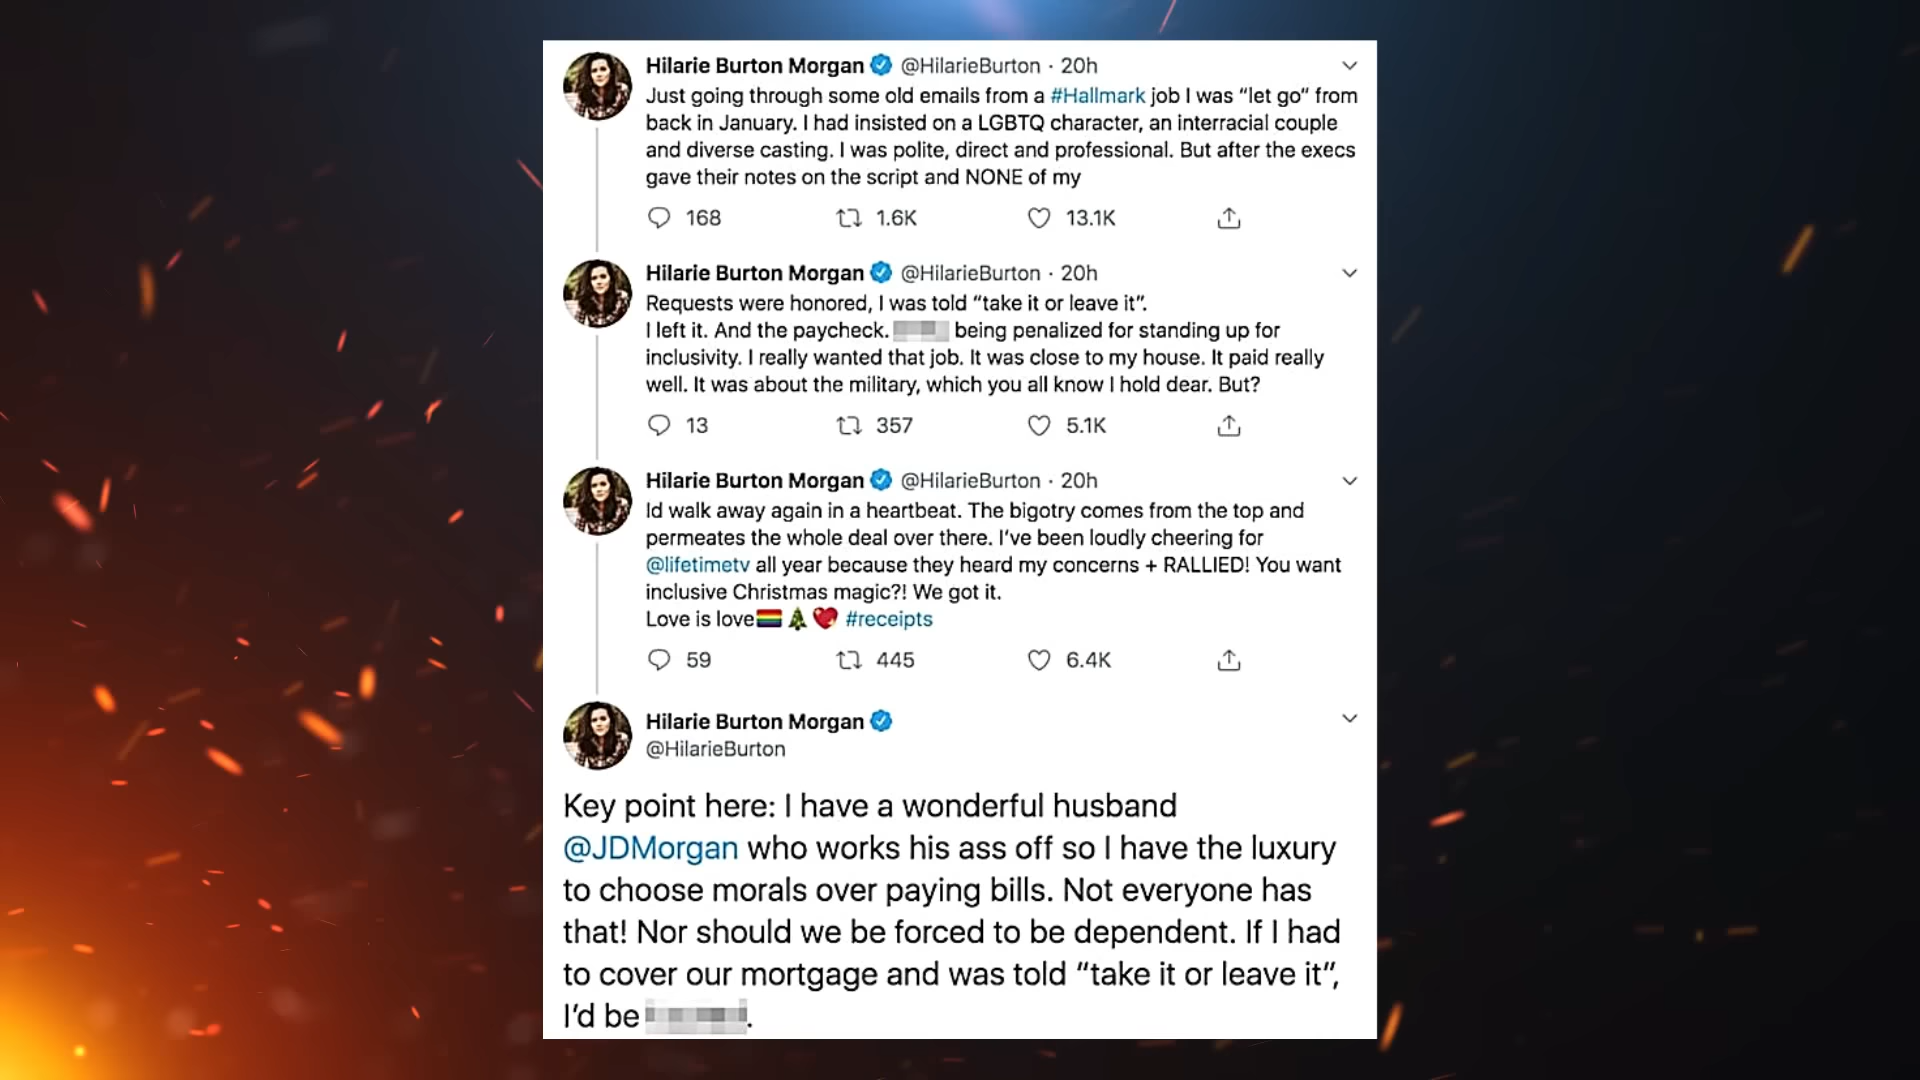 Hilarie Burton Morgan @HilarieBurton · 20h
Just going through some old emails from a #Hallmark job I was “let go” from
back in January. I had insisted on a LGBTQ character, an interracial couple
and diverse casting. I was polite, direct and professional. But after the execs
gave their notes on the script and NONE of my
168 1.6K 13.1K
Hilarie Burton Morgan @HilarieBurton · 20h
Requests were honored, I was told “take it or leave it”.
I left it. And the paycheck. being penalized for standing up for
inclusivity. I really wanted that job. It was close to my house. It paid really
well. It was about the military, which you all know I hold dear. But?
13 357 5.1K
Hilarie Burton Morgan @HilarieBurton · 20h
Id walk away again in a heartbeat. The bigotry comes from the top and
permeates the whole deal over there. I’ve been loudly cheering for
@lifetimetv all year because they heard my concerns + RALLIED! You want
inclusive Christmas magic?! We got it.
Love is love #receipts
59 445 6.4K
Hilarie Burton Morgan
@HilarieBurton
Key point here: I have a wonderful husband
@JDMorgan who works his ass off so I have the luxury
to choose morals over paying bills. Not everyone has
that! Nor should we be forced to be dependent. If I had
to cover our mortgage and was told “take it or leave it”,
I’d be .